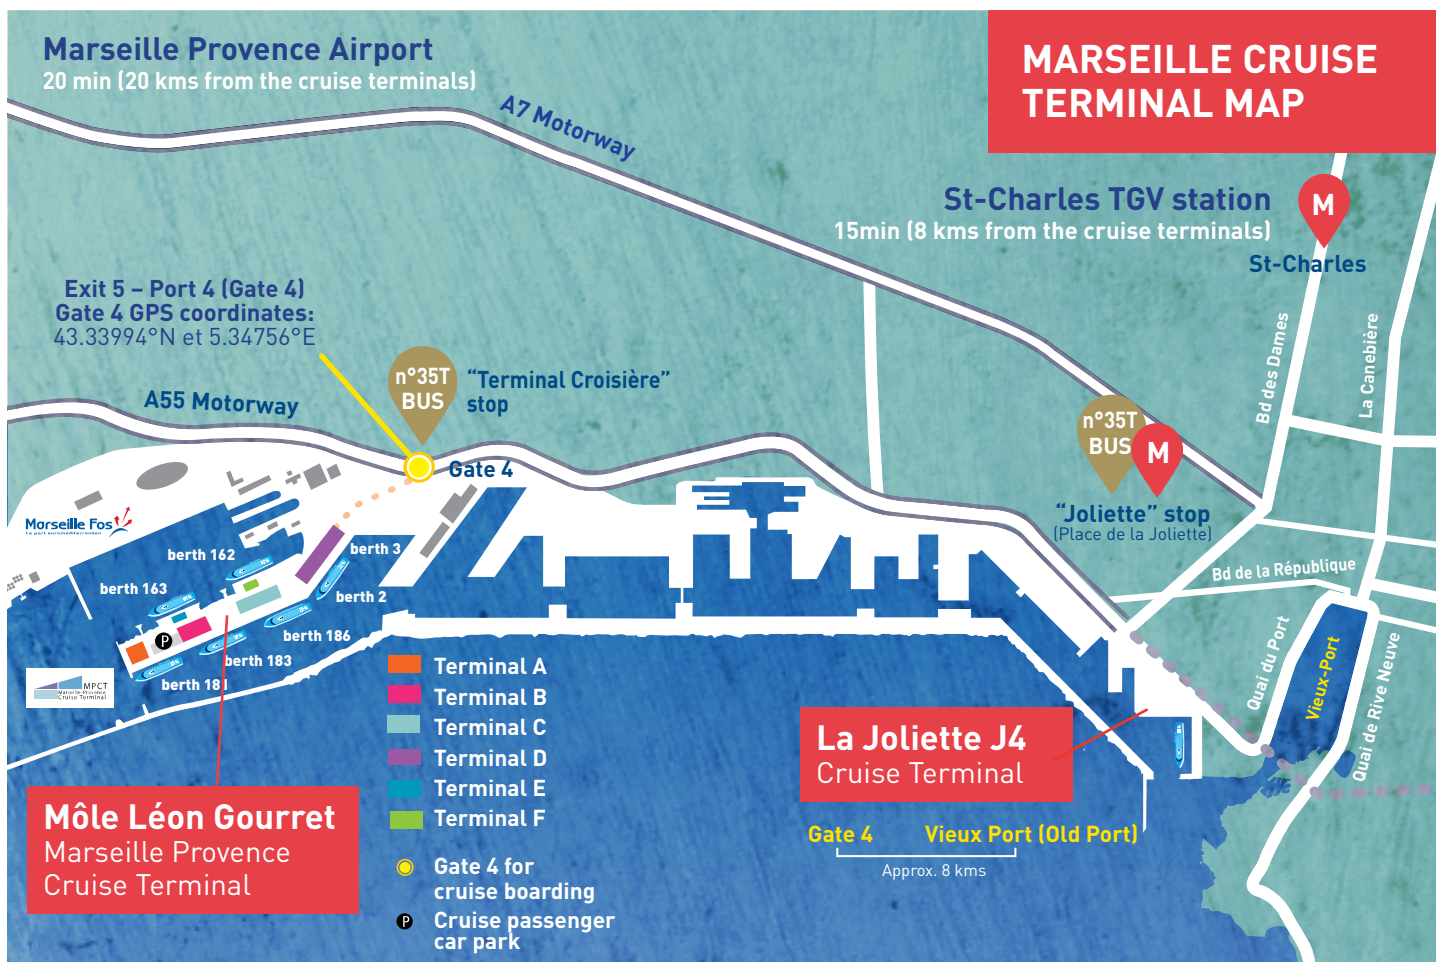 Marseille Provence Airport
20 min (20 kms from the cruise terminals)
MARSEILLE CRUISE
TERMINAL MAP
A7 Motorway
St-Charles TGV station
15min (8 kms from the cruise terminals)
M
St-Charles
Exit 5 – Port 4 (Gate 4)
Gate 4 GPS coordinates:
43.33994°N et 5.34756°E
A55 Motorway
n°35T
BUS
“Terminal Croisière”
stop
Gate 4
Bd des Dames
La Canebière
n°35T
BUS
M
“Joliette” stop
(Place de la Joliette)
Marseille Fos
Le port euroméditerranéen
berth 162
berth 163
berth 3
berth 2
berth 186
berth 183
berth 181
P
MPCT
Marseille Provence
Cruise Terminal
Bd de la République
Quai du Port
Vieux-Port
Quai de Rive Neuve
Terminal A
Terminal B
Terminal C
Terminal D
Terminal E
Terminal F
Gate 4 for
cruise boarding
P
Cruise passenger
car park
Môle Léon Gourret
Marseille Provence
Cruise Terminal
La Joliette J4
Cruise Terminal
Gate 4
Vieux Port (Old Port)
Approx. 8 kms